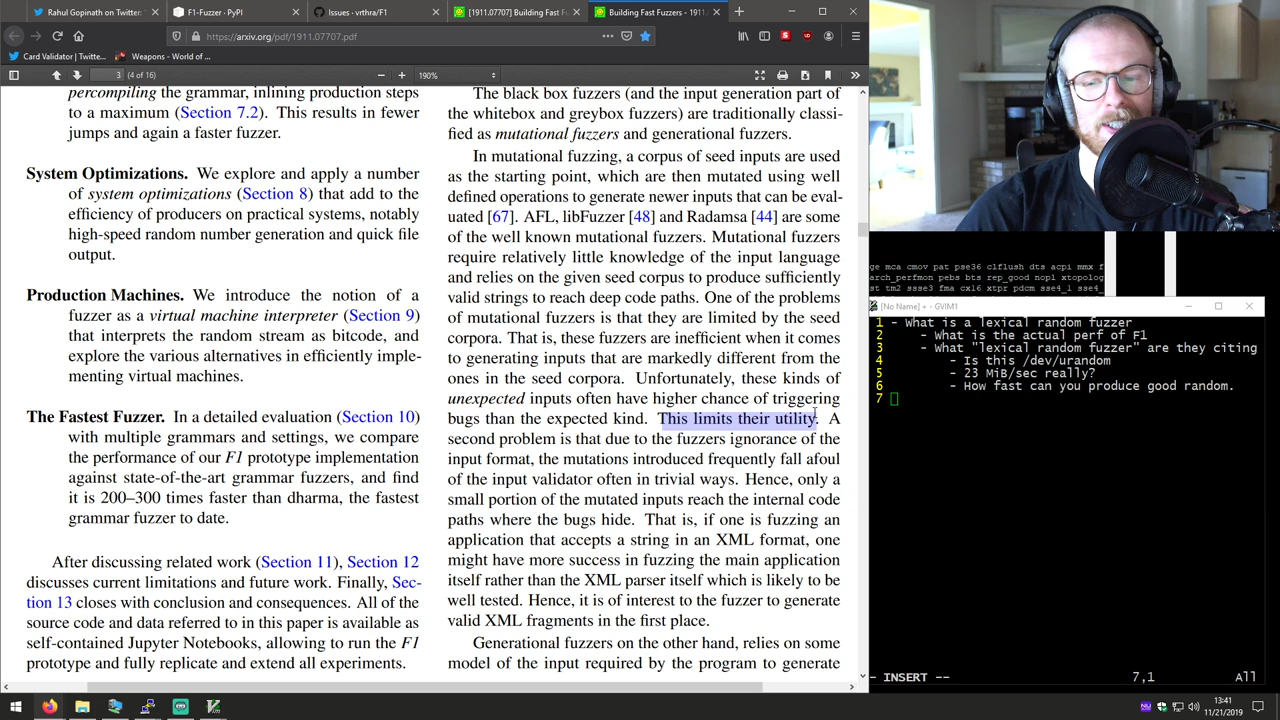 Rahul Gopinath on "Twitter:
F1-Fuzzer · PyPI
Issues · vrthra/F1
[1911.07707] Building Fast Fuz
Building Fast Fuzzers - 1911.
https://arxiv.org/pdf/1911.07707.pdf
Card Validator | Twitte...
Weapons - World of ...
3
(4 of 16)
190%
percompiling the grammar, inlining production steps
to a maximum (Section 7.2). This results in fewer
jumps and again a faster fuzzer.
System Optimizations. We explore and apply a number
of system optimizations (Section 8) that add to the
efficiency of producers on practical systems, notably
high-speed random number generation and quick file
output.
Production Machines. We introduce the notion of a
fuzzer as a virtual machine interpreter (Section 9)
that interprets the random stream as bitcode, and
explore the various alternatives in efficiently imple-
menting virtual machines.
The Fastest Fuzzer. In a detailed evaluation (Section 10)
with multiple grammars and settings, we compare
the performance of our F1 prototype implementation
against state-of-the-art grammar fuzzers, and find
it is 200–300 times faster than dharma, the fastest
grammar fuzzer to date.
After discussing related work (Section 11), Section 12
discusses current limitations and future work. Finally, Sec-
tion 13 closes with conclusion and consequences. All of the
source code and data referred to in this paper is available as
self-contained Jupyter Notebooks, allowing to run the F1
prototype and fully replicate and extend all experiments.
The black box fuzzers (and the input generation part of
the whitebox and greybox fuzzers) are traditionally classi-
fied as mutational fuzzers and generational fuzzers.
In mutational fuzzing, a corpus of seed inputs are used
as the starting point, which are then mutated using well
defined operations to generate newer inputs that can be eval-
uated [67]. AFL, libFuzzer [48] and Radamsa [44] are some
of the well known mutational fuzzers. Mutational fuzzers
require relatively little knowledge of the input language
and relies on the given seed corpus to produce sufficiently
valid strings to reach deep code paths. One of the problems
of mutational fuzzers is that they are limited by the seed
corpora. That is, these fuzzers are inefficient when it comes
to generating inputs that are markedly different from the
ones in the seed corpora. Unfortunately, these kinds of
unexpected inputs often have higher chance of triggering
bugs than the expected kind. This limits their utility. A
second problem is that due to the fuzzers ignorance of the
input format, the mutations introduced frequently fall afoul
of the input validator often in trivial ways. Hence, only a
small portion of the mutated inputs reach the internal code
paths where the bugs hide. That is, if one is fuzzing an
application that accepts a string in an XML format, one
might have more success in fuzzing the main application
itself rather than the XML parser itself which is likely to be
well tested. Hence, it is of interest to the fuzzer to generate
valid XML fragments in the first place.
Generational fuzzers on the other hand, relies on some
model of the input required by the program to generate
ge mca cmov pat pse36 clflush dts acpi mmx f
arch_perfmon pebs bts rep_good nopl xtopolog
st tm2 ssse3 fma cx16 xtpr pdcm sse4_1 sse4_
[No Name] + - GVIM1
1 - What is a lexical random fuzzer
2 - What is the actual perf of F1
3 - What "lexical random fuzzer" are they citing
4 - Is this /dev/urandom
5 - 23 MiB/sec really?
6 - How fast can you produce good random.
7
- INSERT --
7,1
All
13:41
11/21/2019